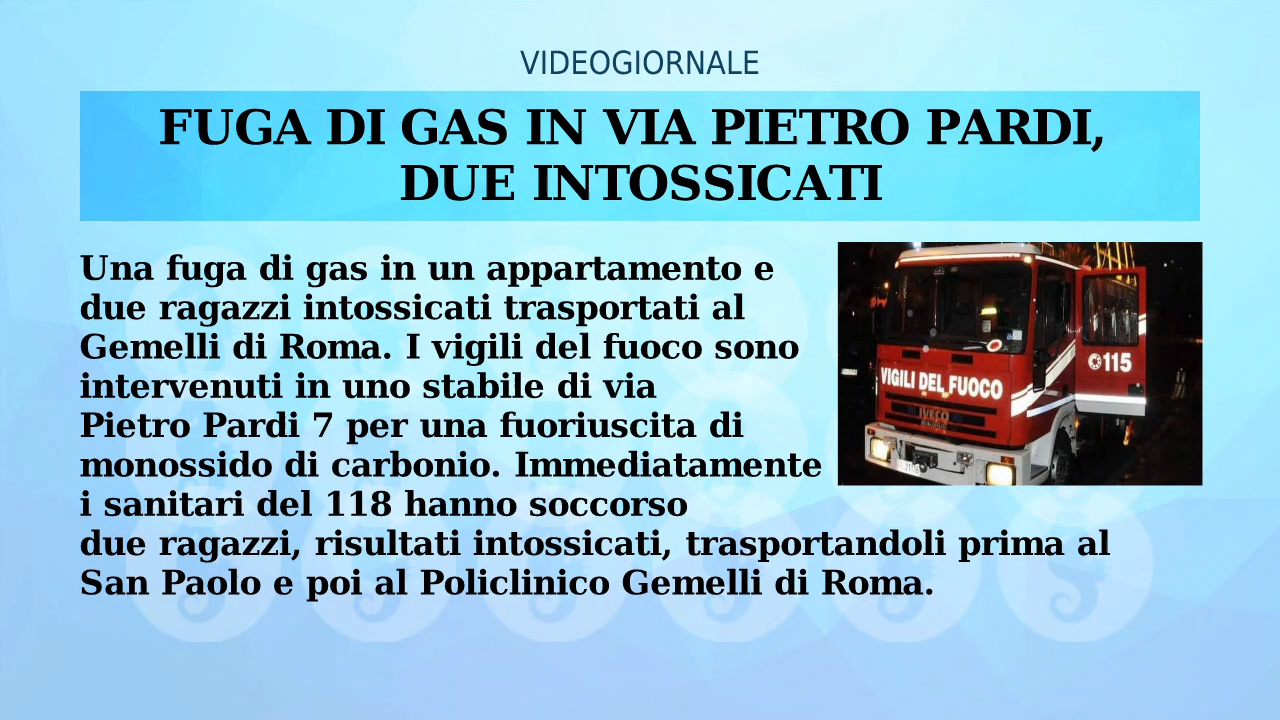 VIDEOGIORNALE
FUGA DI GAS IN VIA PIETRO PARDI,
DUE INTOSSICATI
Una fuga di gas in un appartamento e
due ragazzi intossicati trasportati al
Gemelli di Roma. I vigili del fuoco sono
intervenuti in uno stabile di via
Pietro Pardi 7 per una fuoriuscita di
monossido di carbonio. Immediatamente
i sanitari del 118 hanno soccorso
due ragazzi, risultati intossicati, trasportandoli prima al
San Paolo e poi al Policlinico Gemelli di Roma.
115
VIGILI DEL FUOCO
IVECO